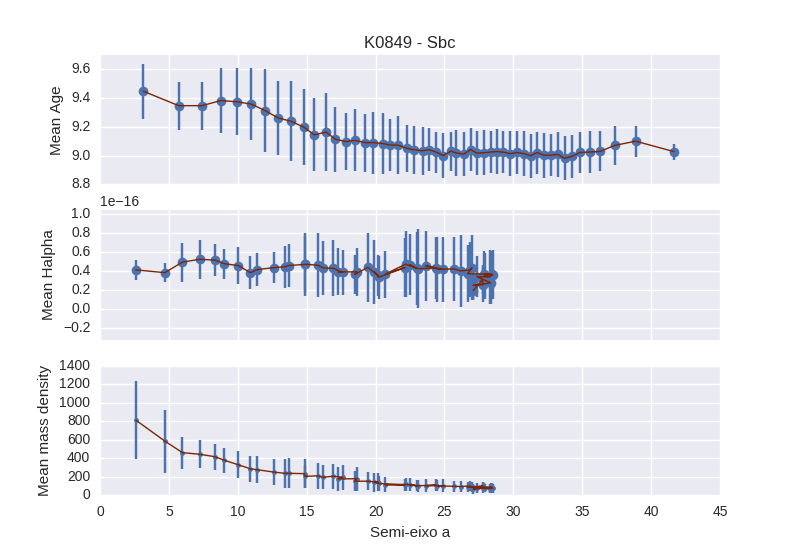 K0849 - Sbc
9.6
9.4
9.2
9.0
8.8
Mean Age
1e−16
1.0
0.8
0.6
0.4
0.2
0.0
−0.2
Mean Halpha
1400
1200
1000
800
600
400
200
0
Mean mass density
0 5 10 15 20 25 30 35 40 45
Semi-eixo a